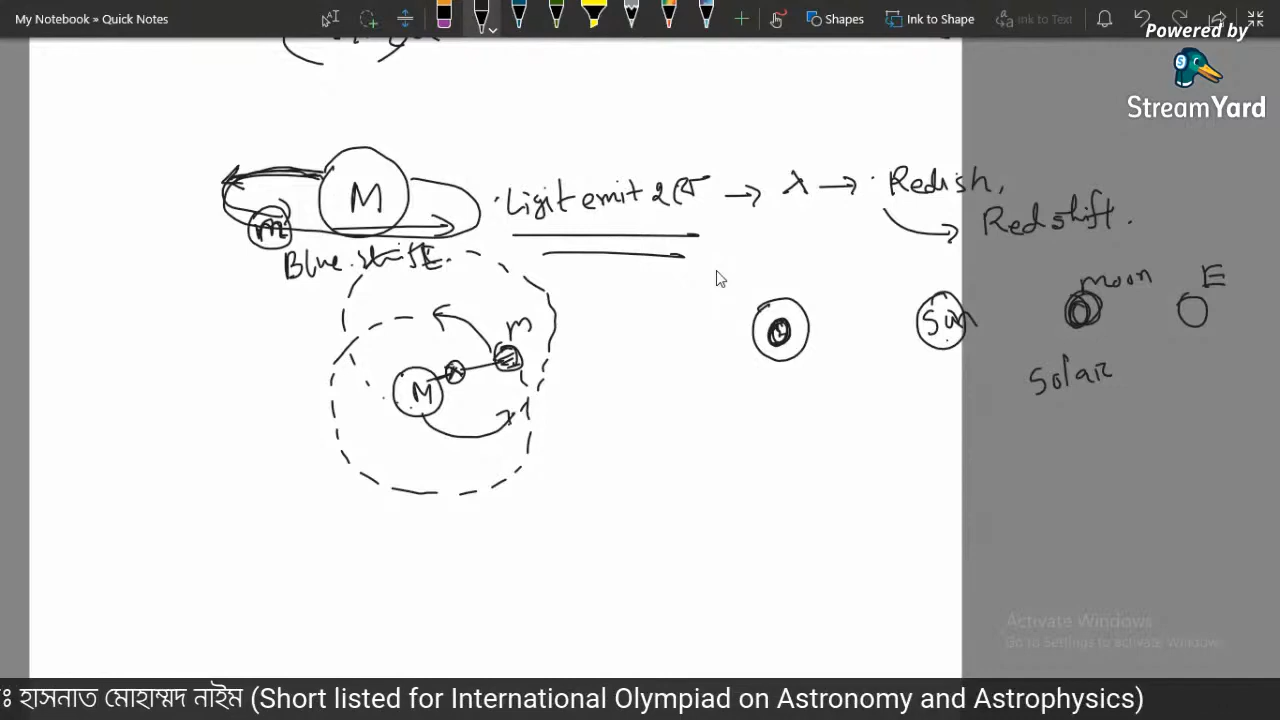 My Notebook » Quick Notes
Shapes
Ink to Shape
Ink to Text
Powered by
StreamYard
M
Light emit
→ λ → Redish,
Redshift.
m
Blue shift.
moon
E
Sun
m
M
Solar
Activate Windows
Go to Settings to activate Windows
ঃ হাসনাত মোহাম্মদ নাইম (Short listed for International Olympiad on Astronomy and Astrophysics)